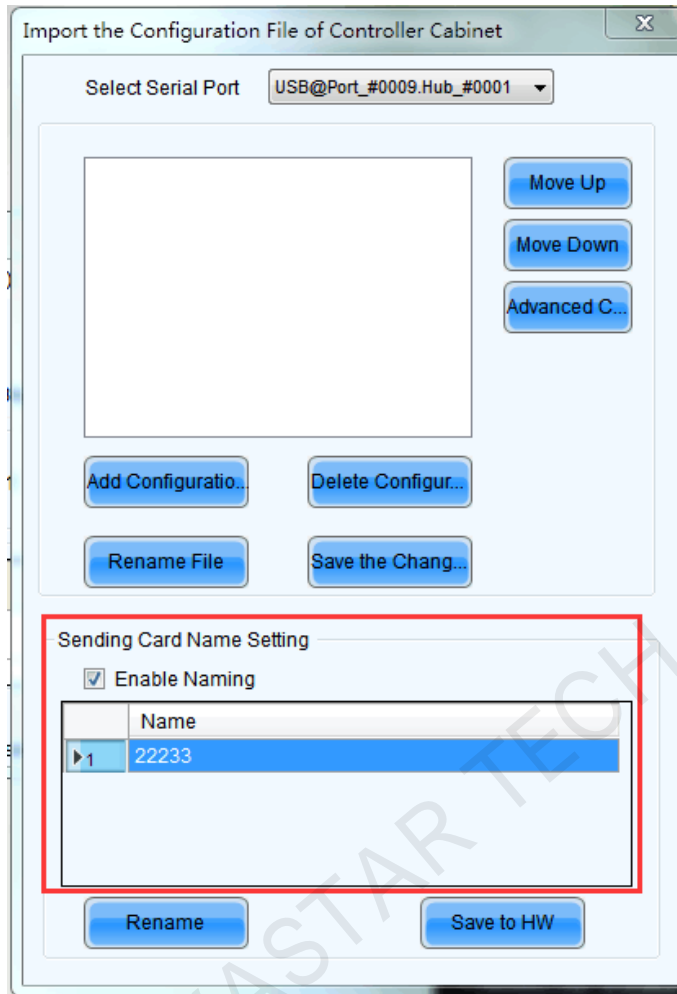 Import the Configuration File of Controller Cabinet
Select Serial Port USB@Port_#0009.Hub_#0001
Move Up
Move Down
Advanced C...
Add Configuratio... Delete Configur...
Rename File Save the Chang...
Sending Card Name Setting
Enable Naming
Name
1 22233
Rename Save to HW